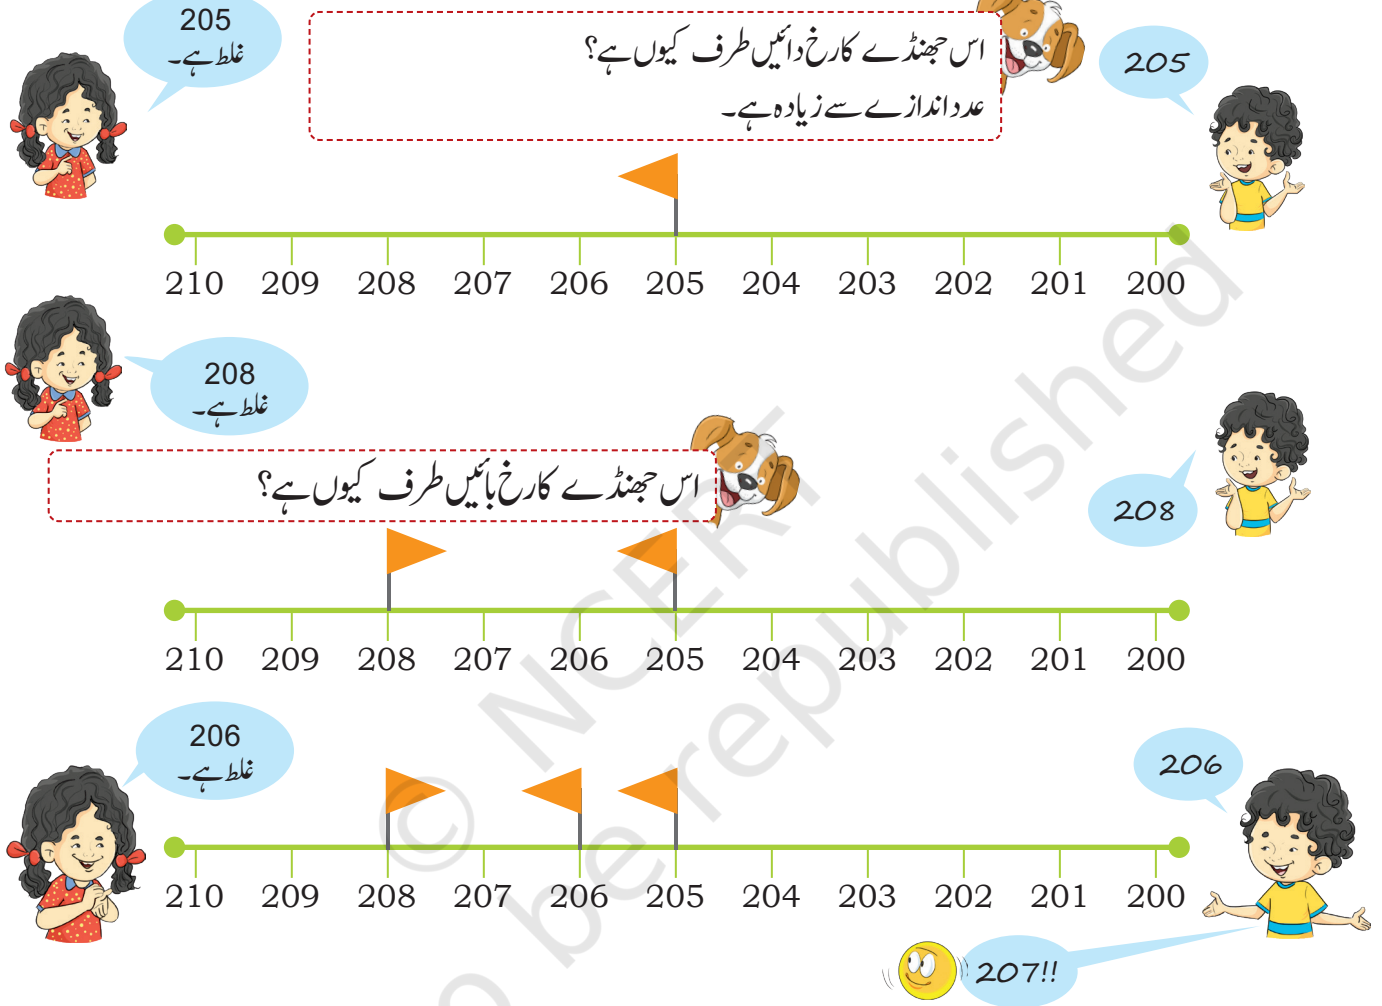 205
غلط ہے۔
اس جھنڈے کا رخ دائیں طرف کیوں ہے؟
عدد اندازے سے زیادہ ہے۔
205
210 209 208 207 206 205 204 203 202 201 200
208
غلط ہے۔
اس جھنڈے کا رخ بائیں طرف کیوں ہے؟
208
210 209 208 207 206 205 204 203 202 201 200
206
غلط ہے۔
206
210 209 208 207 206 205 204 203 202 201 200
207!!
© NCERT
be republished